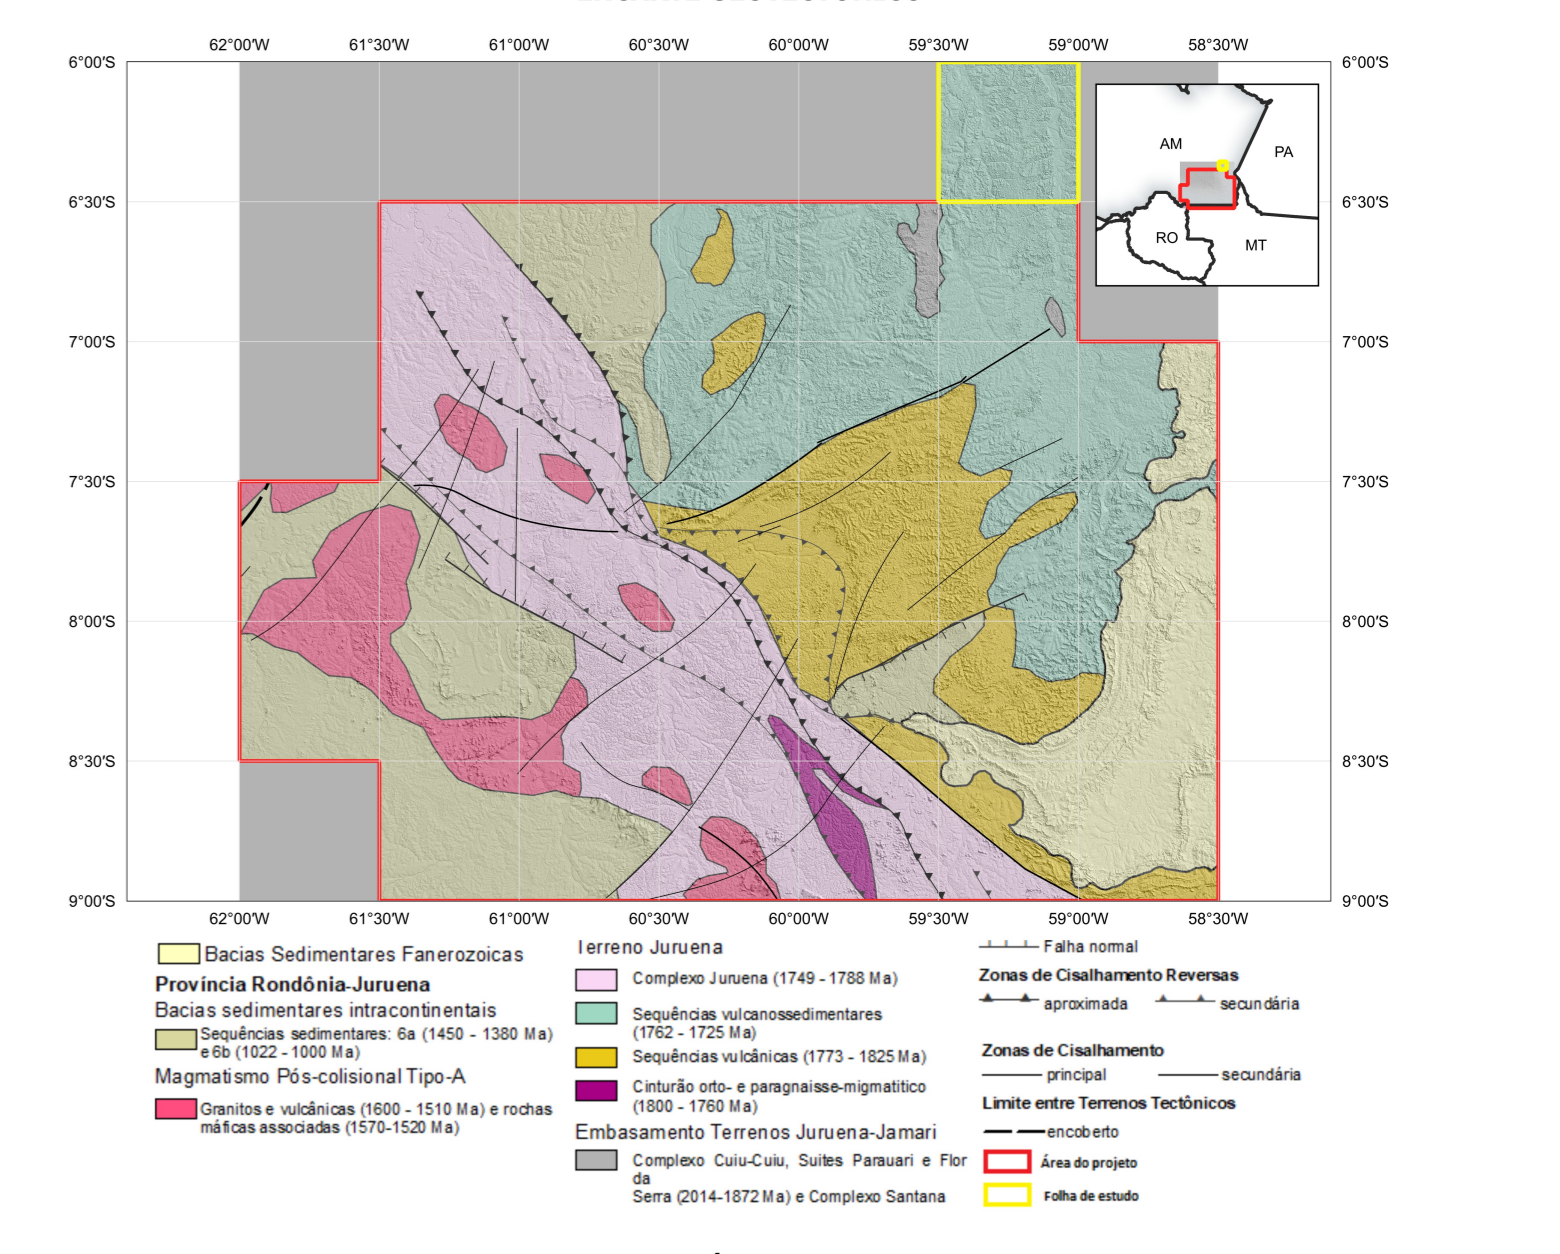 62°00'W 61°30'W 61°00'W 60°30'W 60°00'W 59°30'W 59°00'W 58°30'W
6°00'S 6°00'S
AM
PA
6°30'S 6°30'S
RO
MT
7°00'S 7°00'S
7°30'S 7°30'S
8°00'S 8°00'S
8°30'S 8°30'S
9°00'S 9°00'S
62°00'W 61°30'W 61°00'W 60°30'W 60°00'W 59°30'W 59°00'W 58°30'W
Bacias Sedimentares Fanerozoicas
Província Rondônia-Juruena
Bacias sedimentares intracontinentais
Sequências sedimentares: 6a (1450 - 1380 Ma)
e 6b (1022 - 1000 Ma)
Magmatismo Pós-colisional Tipo-A
Granitos e vulcânicas (1600 - 1510 Ma) e rochas
máficas associadas (1570-1520 Ma)
Terreno Juruena
Complexo Juruena (1749 - 1788 Ma)
Sequências vulcanossedimentares
(1762 - 1725 Ma)
Sequências vulcânicas (1773 - 1825 Ma)
Cinturão orto- e paragnaisse-migmatitico
(1800 - 1760 Ma)
Embasamento Terrenos Juruena-Jamari
Complexo Cuiu-Cuiu, Suites Parauari e Flor
da
Serra (2014-1872 Ma) e Complexo Santana
Falha normal
Zonas de Cisalhamento Reversas
aproximada secundária
Zonas de Cisalhamento
principal secundária
Limite entre Terrenos Tectônicos
encoberto
Área do projeto
Folha de estudo